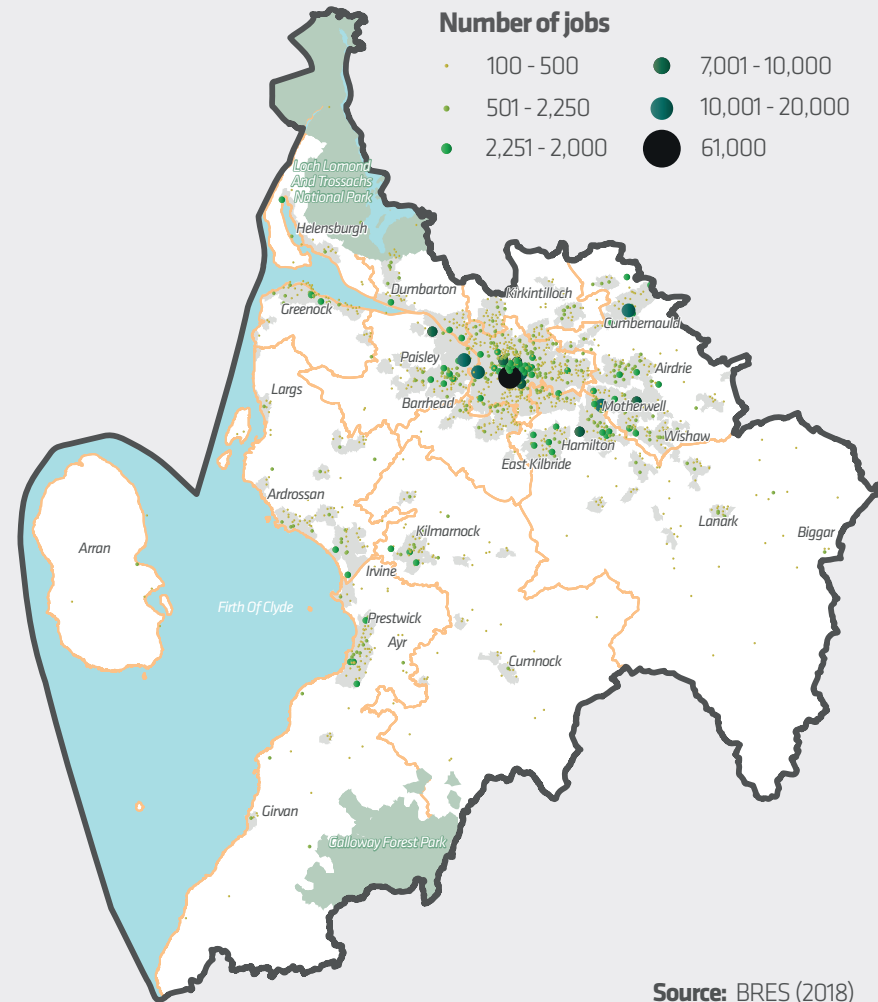 Number of jobs
100 - 500
501 - 2,250
2,251 - 2,000
7,001 - 10,000
10,001 - 20,000
61,000
Loch Lomond
And Trossachs
National Park
Helensburgh
Dumbarton
Kirkintilloch
Greenock
Cumbernauld
Paisley
Airdrie
Largs
Barrhead
Motherwell
Hamilton
Wishaw
East Kilbride
Ardrossan
Lanark
Kilmarnock
Biggar
Arran
Irvine
Firth Of Clyde
Prestwick
Ayr
Cumnock
Girvan
Galloway Forest Park
Source: BRES (2018)